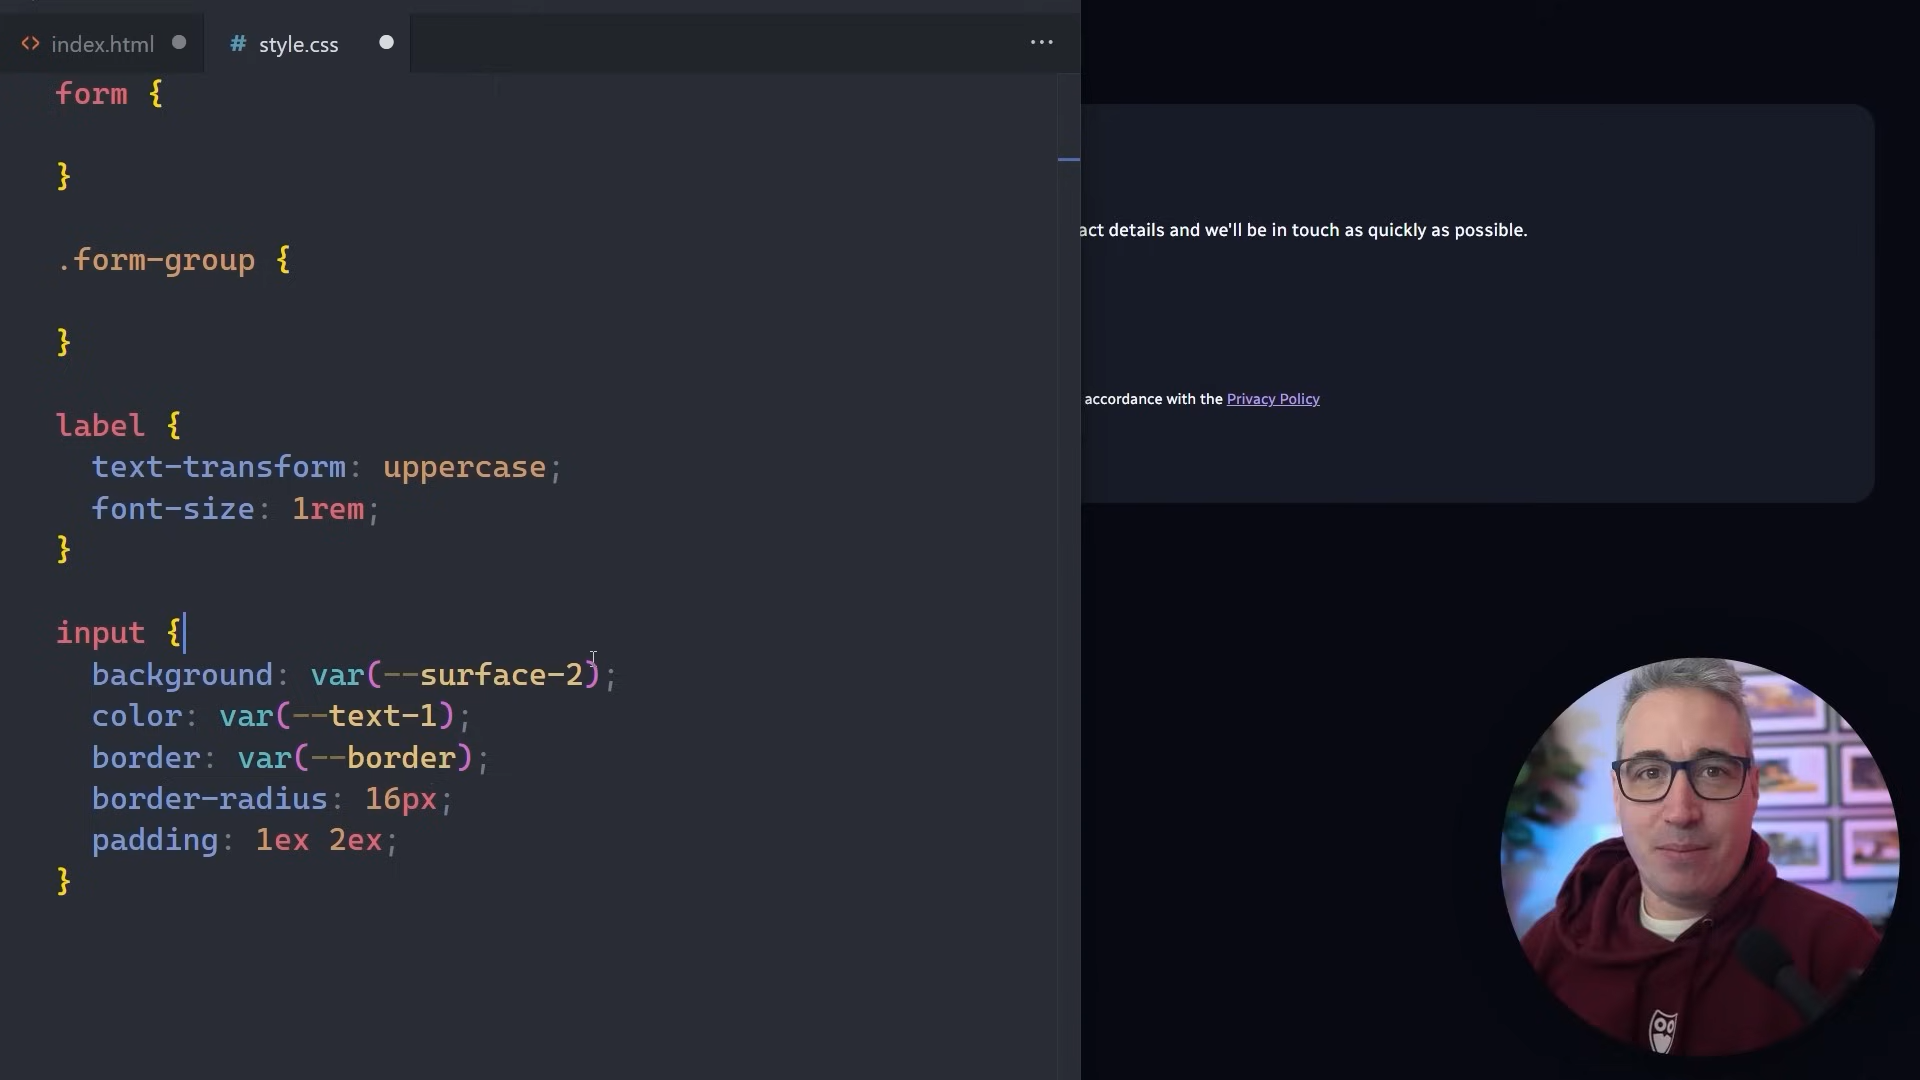 index.html
style.css
form {
}
.form-group {
}
label {
text-transform: uppercase;
font-size: 1rem;
}
input {
background: var(--surface-2);
color: var(--text-1);
border: var(--border);
border-radius: 16px;
padding: 1ex 2ex;
}
act details and we'll be in touch as quickly as possible.
accordance with the Privacy Policy